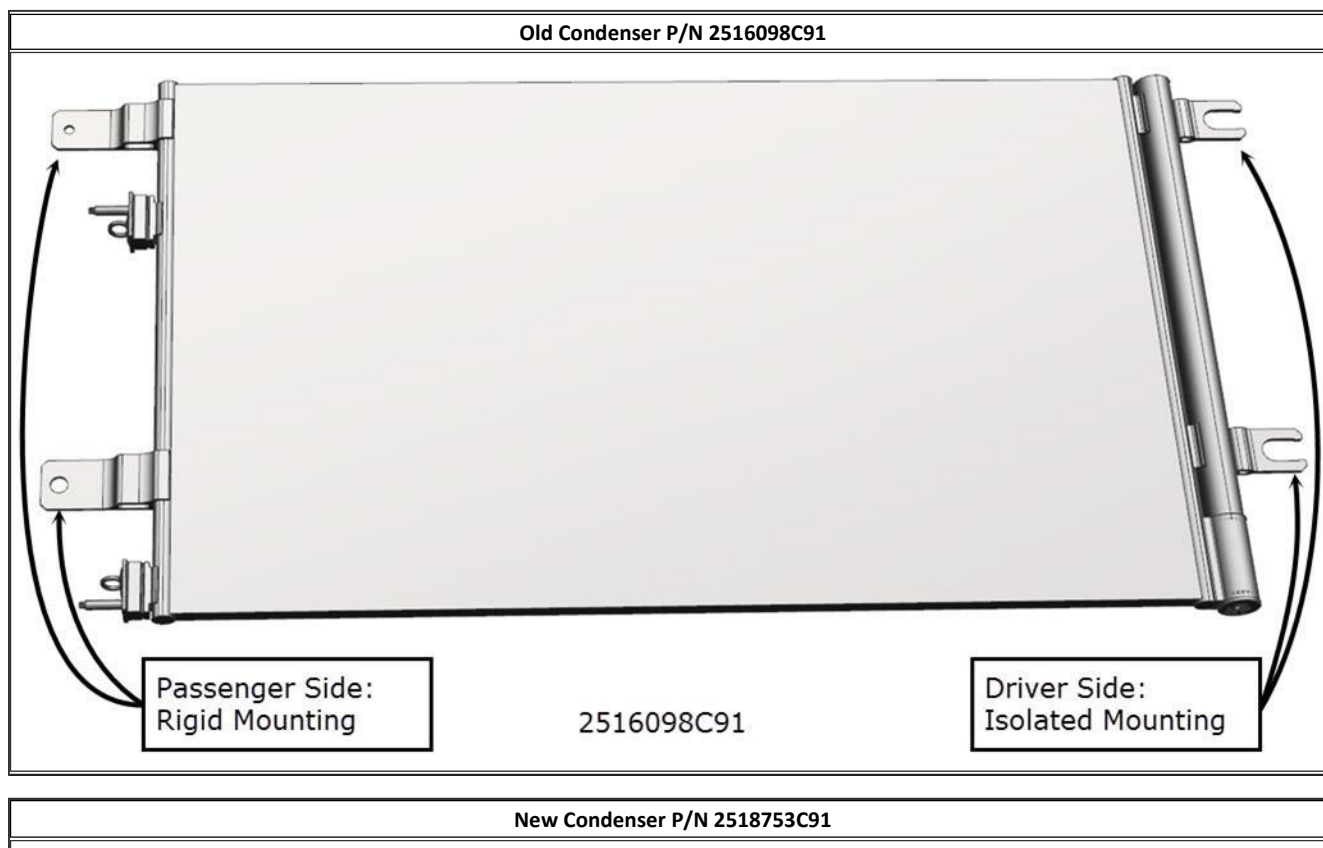 Old Condenser P/N 2516098C91
Passenger Side:
Rigid Mounting
2516098C91
Driver Side:
Isolated Mounting
New Condenser P/N 2518753C91